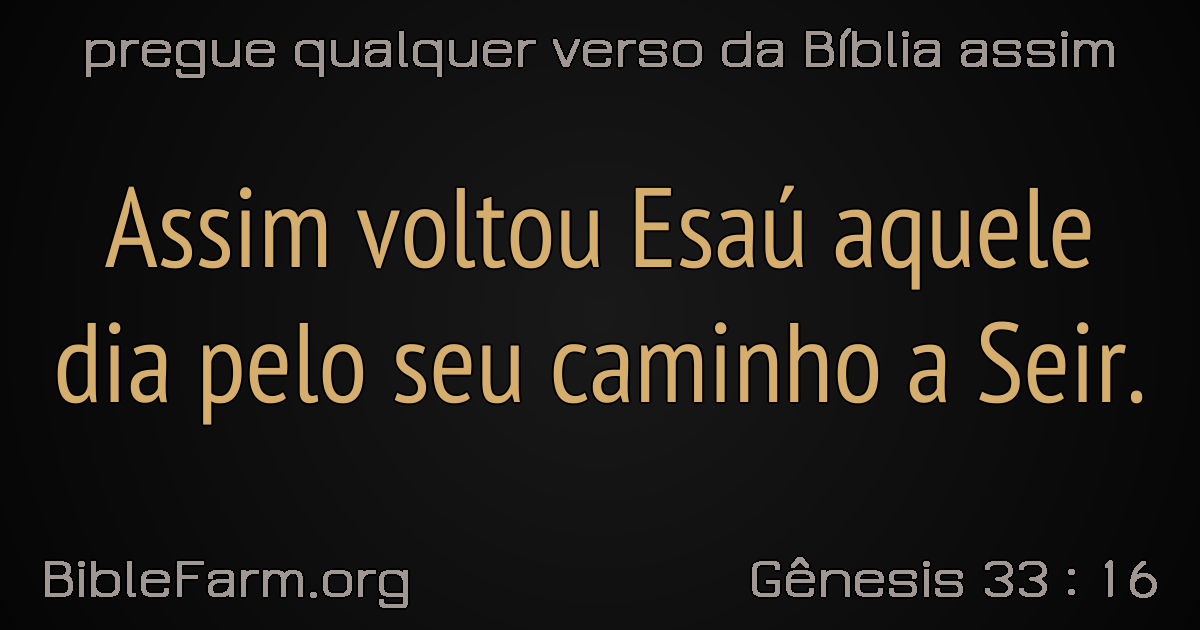 pregue qualquer verso da Bíblia assim
Assim voltou Esaú aquele
dia pelo seu caminho a Seir.
BibleFarm.org
Gênesis 33 : 16